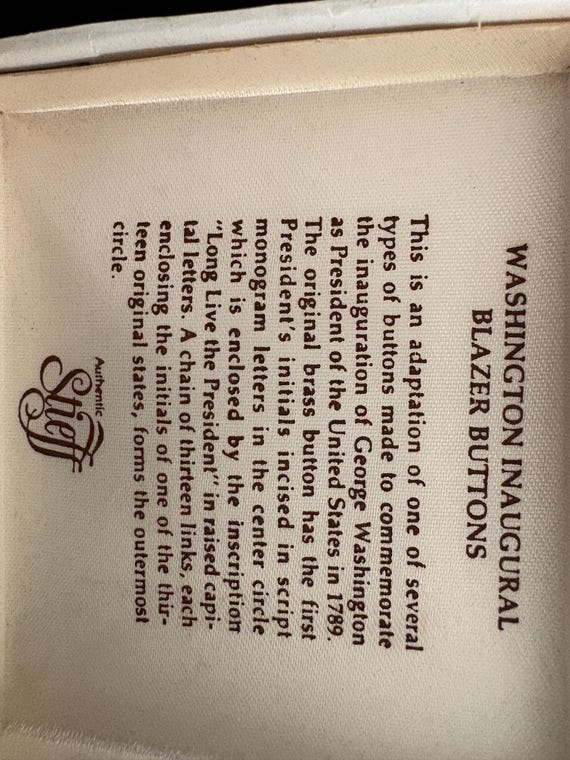 WASHINGTON INAUGURAL
BLAZER BUTTONS
This is an adaptation of one of several
types of buttons made to commemorate
the inauguration of George Washington
as President of the United States in 1789.
The original brass button has the first
President's initials incised in script
monogram letters in the center circle
which is enclosed by the inscription
"Long Live the President" in raised capi-
tal letters. A chain of thirteen links, each
enclosing the initials of one of the thir-
teen original states, forms the outermost
circle.
Authentic
Sheff